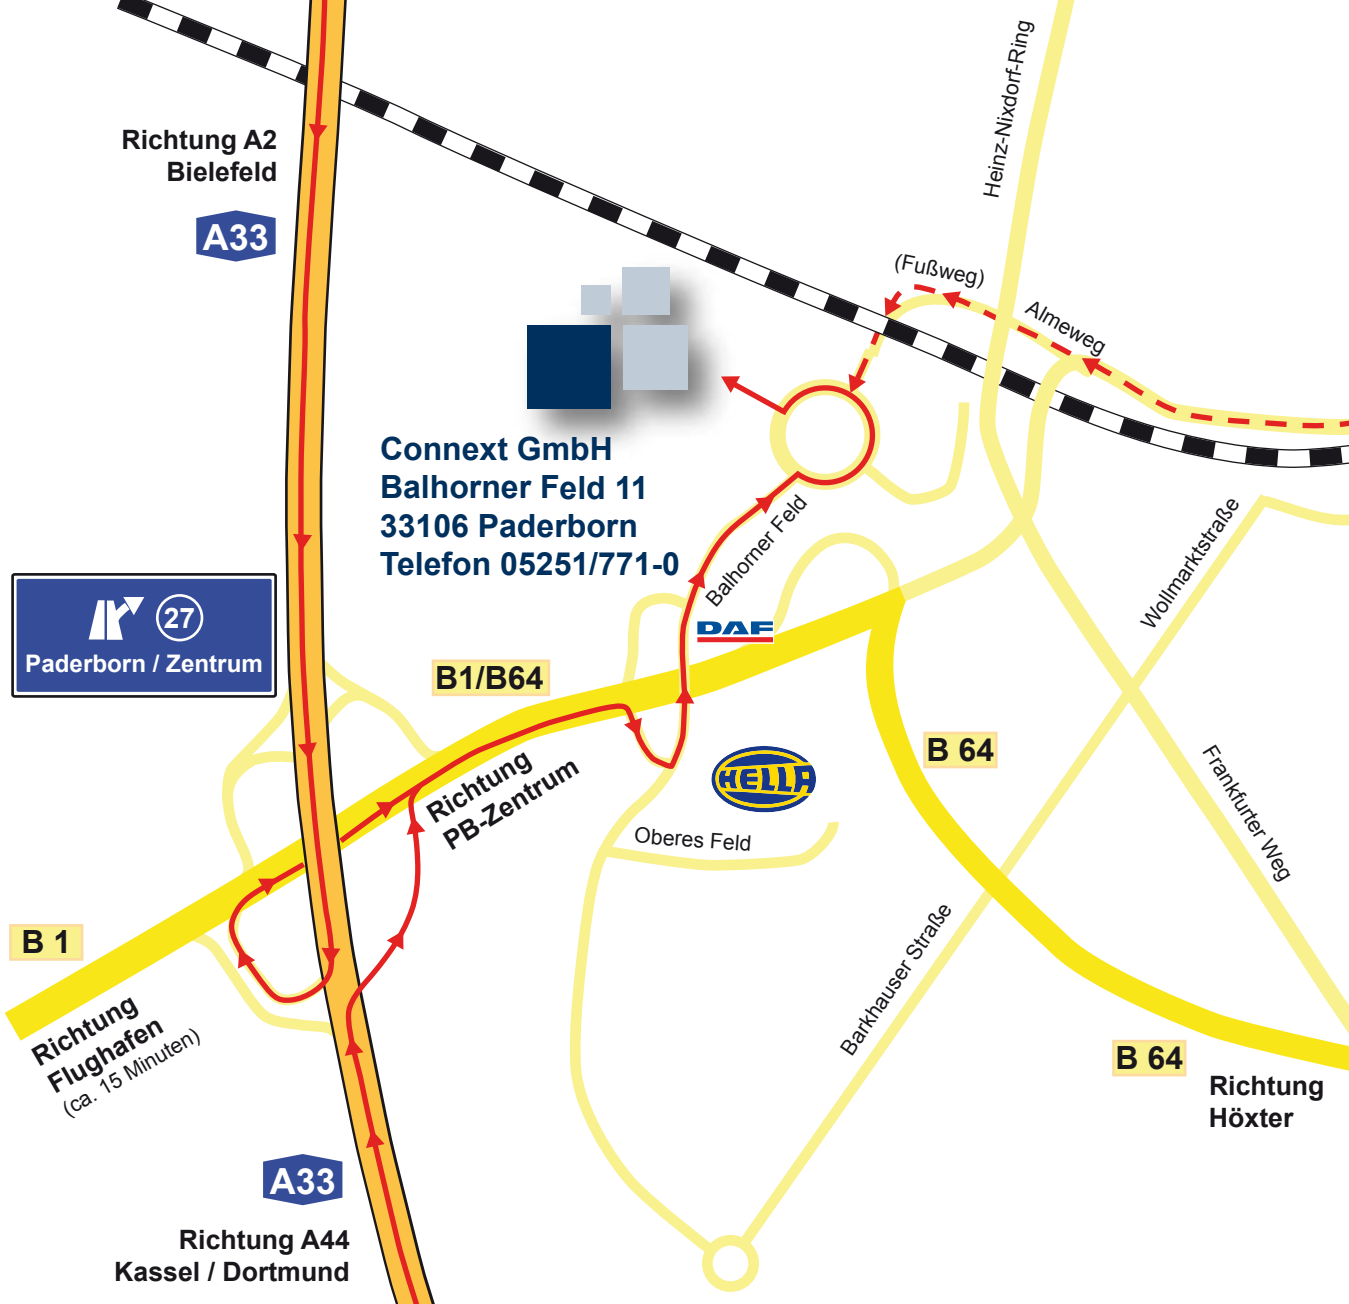 Heinz-Nixdorf-Ring
Richtung A2
Bielefeld
A33
(Fußweg)
Almeweg
Connext GmbH
Balhorner Feld 11
33106 Paderborn
Telefon 05251/771-0
Balhorner Feld
Wollmarktstraße
27
Paderborn / Zentrum
DAF
B1/B64
B 64
HELLA
Richtung
PB-Zentrum
Oberes Feld
Frankfurter Weg
B 1
Barkhauser Straße
Richtung
Flughafen
(ca. 15 Minuten)
B 64
Richtung
Höxter
A33
Richtung A44
Kassel / Dortmund